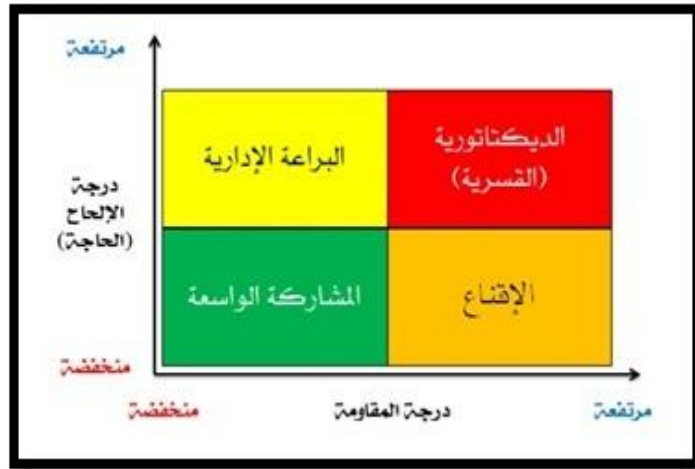 مرتفعة
الديكتاتورية
(القسرية)
البراعة الإدارية
درجة
الإلحاح
(الحاجة)
الإقناع
المشاركة الواسعة
منخفضة
مرتفعة
درجة المقاومة
منخفضة